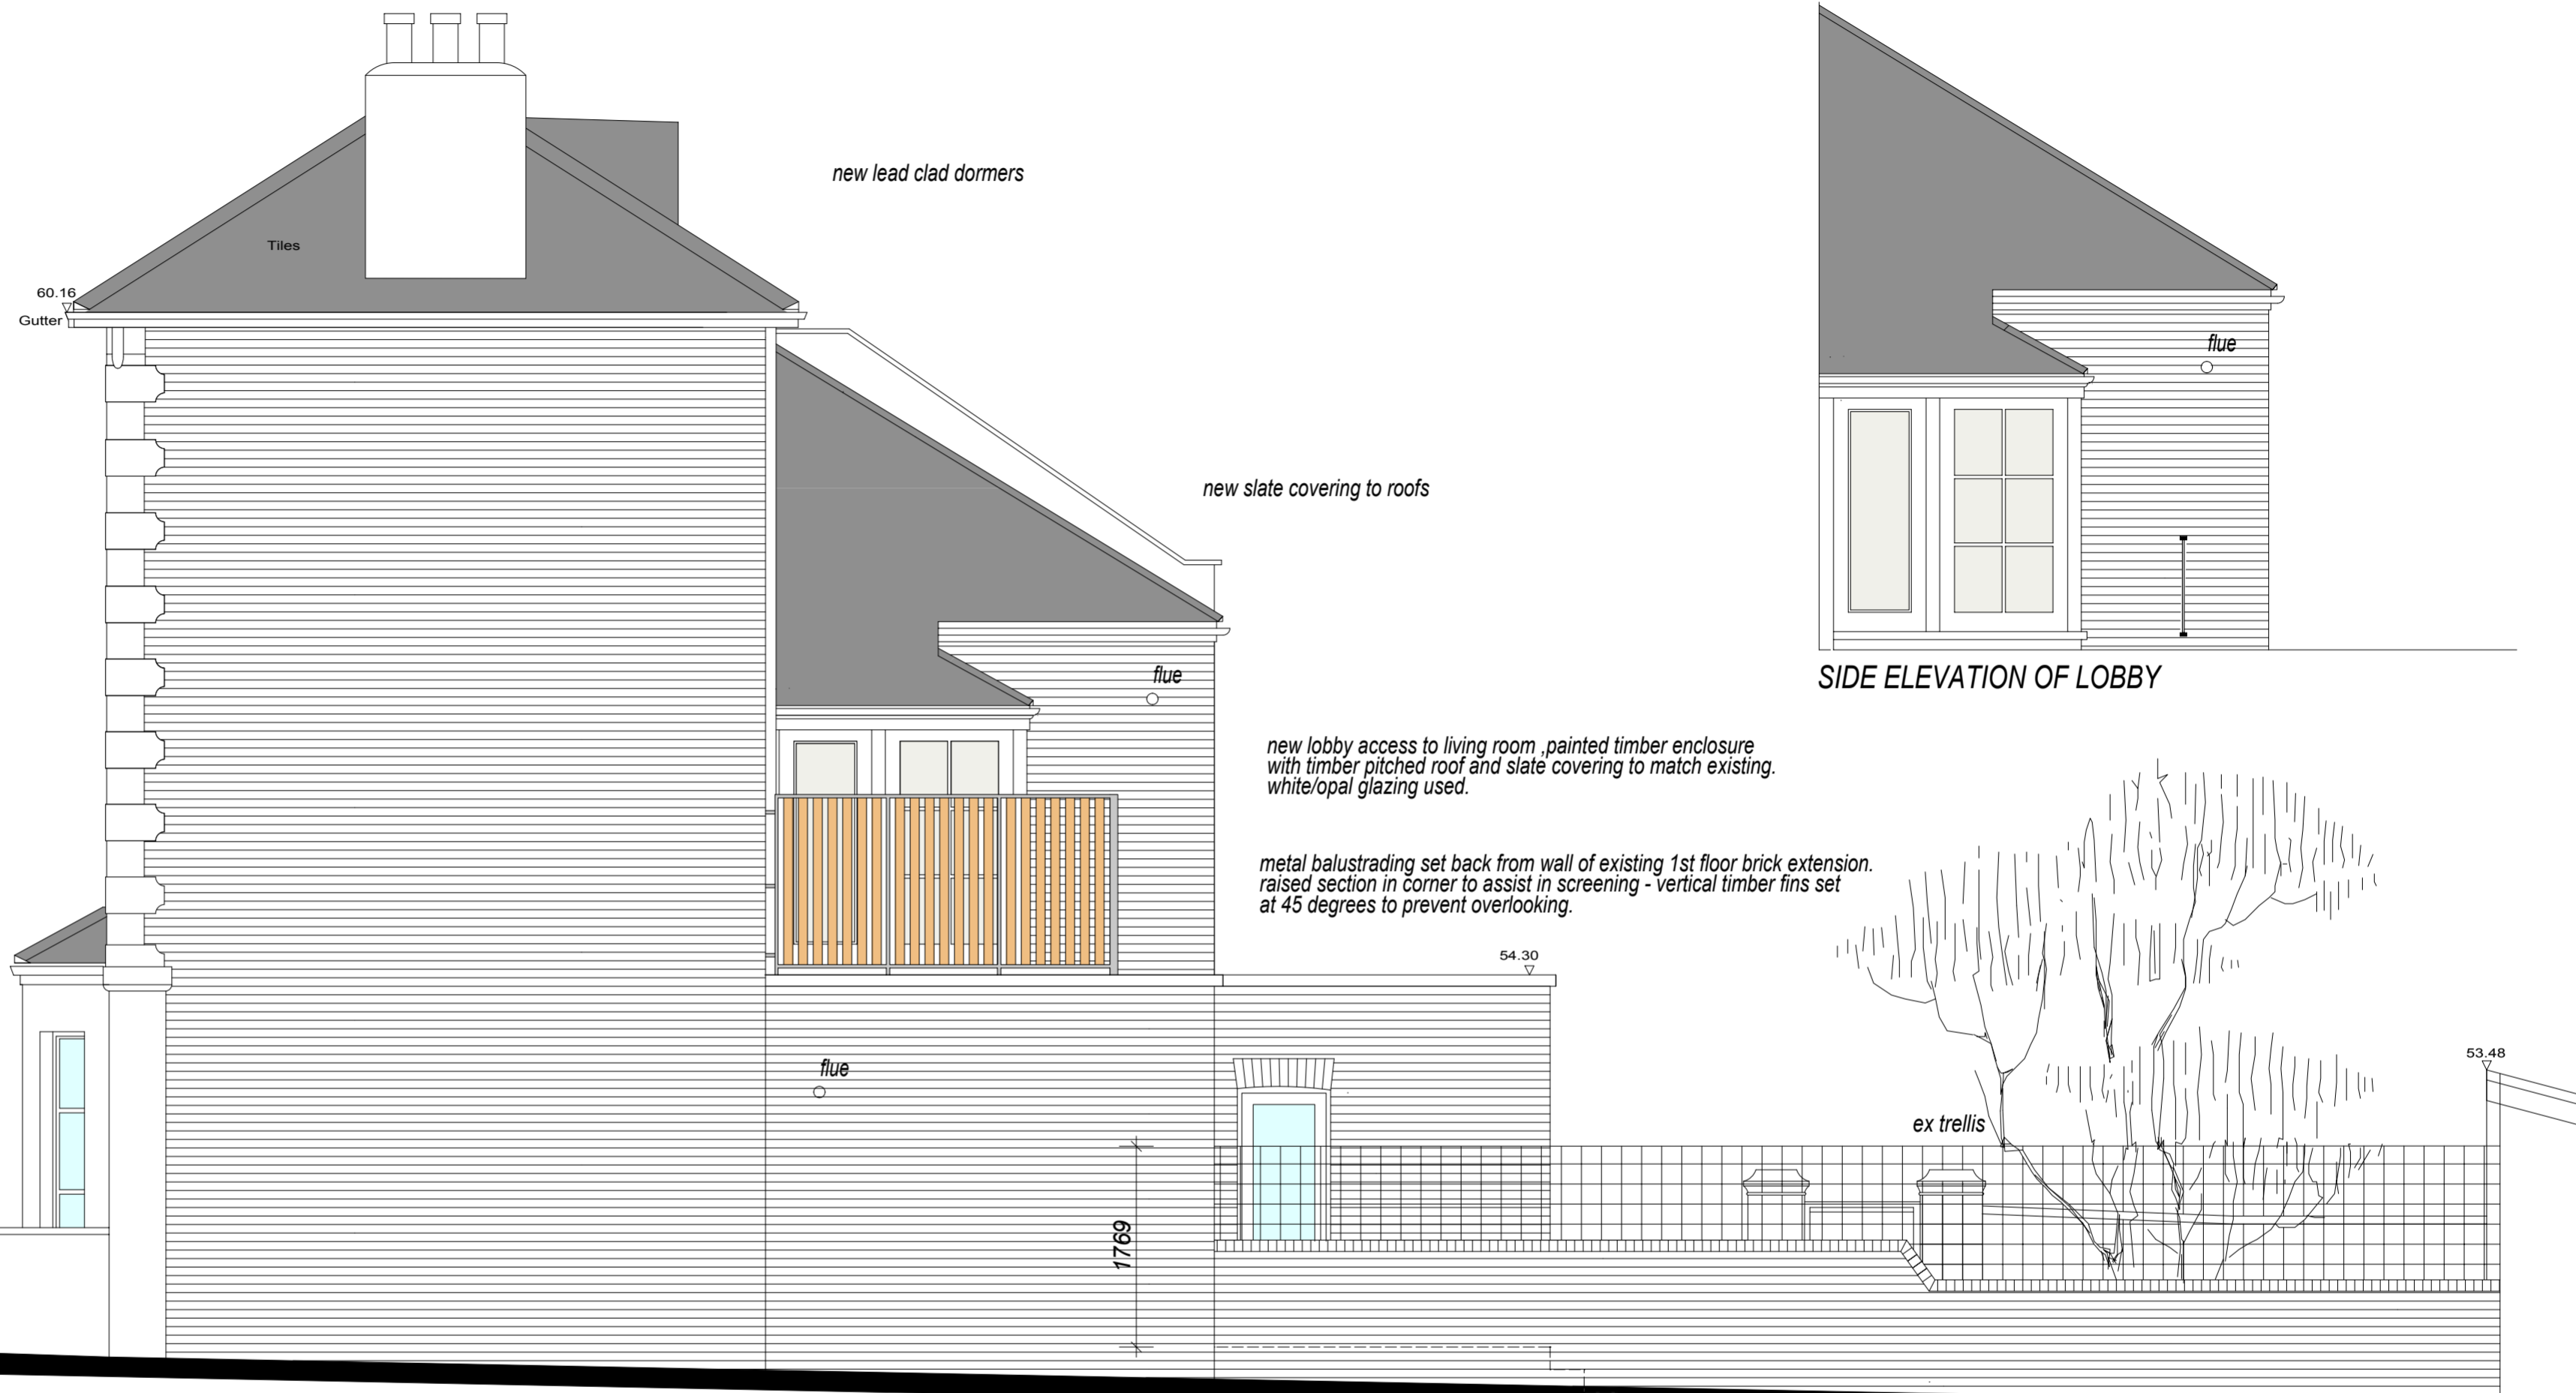 new lead clad dormers
Tiles
60.16
Gutter
flue
new slate covering to roofs
SIDE ELEVATION OF LOBBY
flue
new lobby access to living room ,painted timber enclosure
with timber pitched roof and slate covering to match existing.
white/opal glazing used.
metal balustrading set back from wall of existing 1st floor brick extension.
raised section in corner to assist in screening - vertical timber fins set
at 45 degrees to prevent overlooking.
54.30
53.48
flue
ex trellis
1769